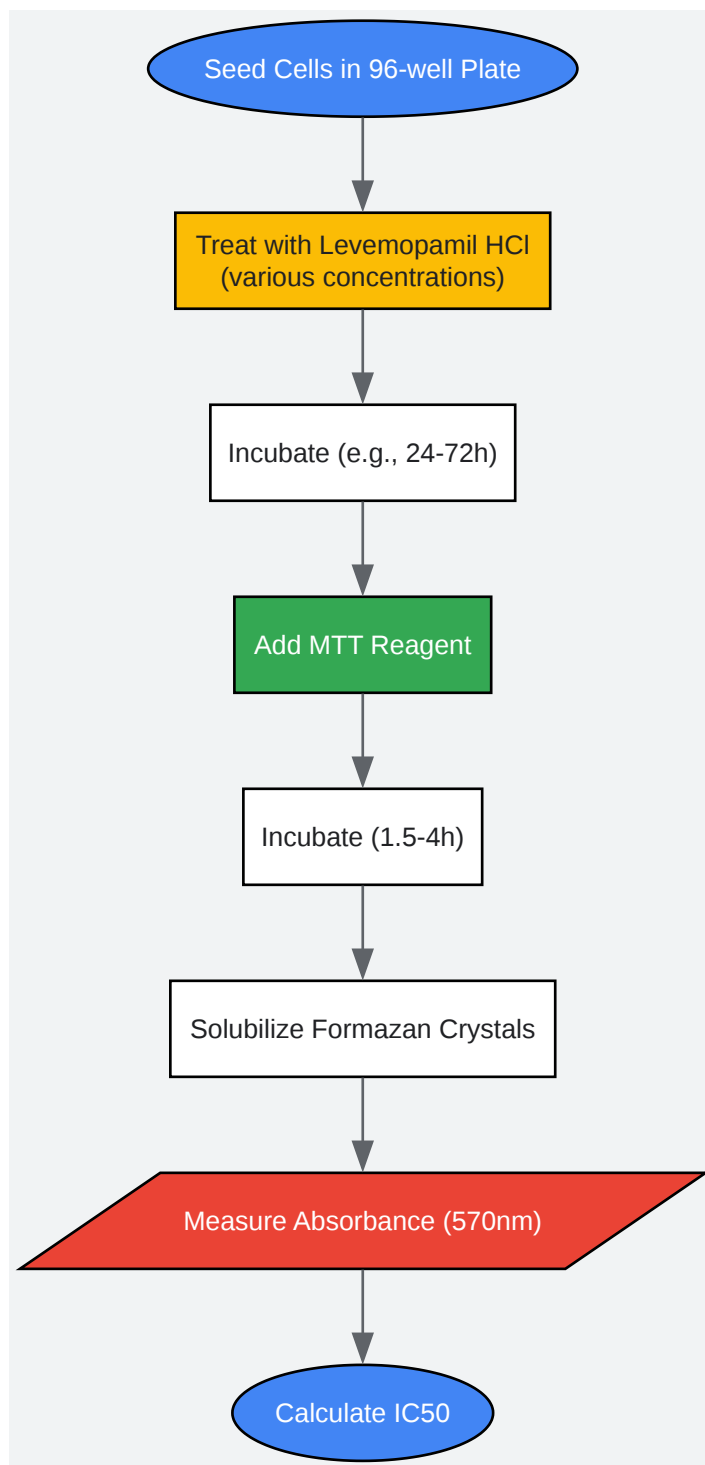 Seed Cells in 96-well Plate
Treat with Levemopamil HCl
(various concentrations)
Incubate (e.g., 24-72h)
Add MTT Reagent
Incubate (1.5-4h)
Solubilize Formazan Crystals
Measure Absorbance (570nm)
Calculate IC50